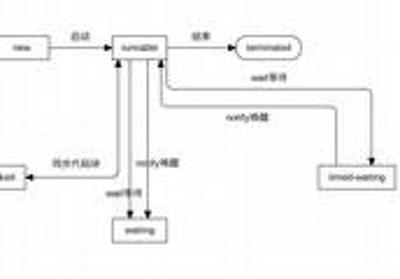 new
启动
runnable
结束
terminated
wait等待
notify唤醒
同步代码块
notify唤醒
wait等待
timed-waiting
waiting